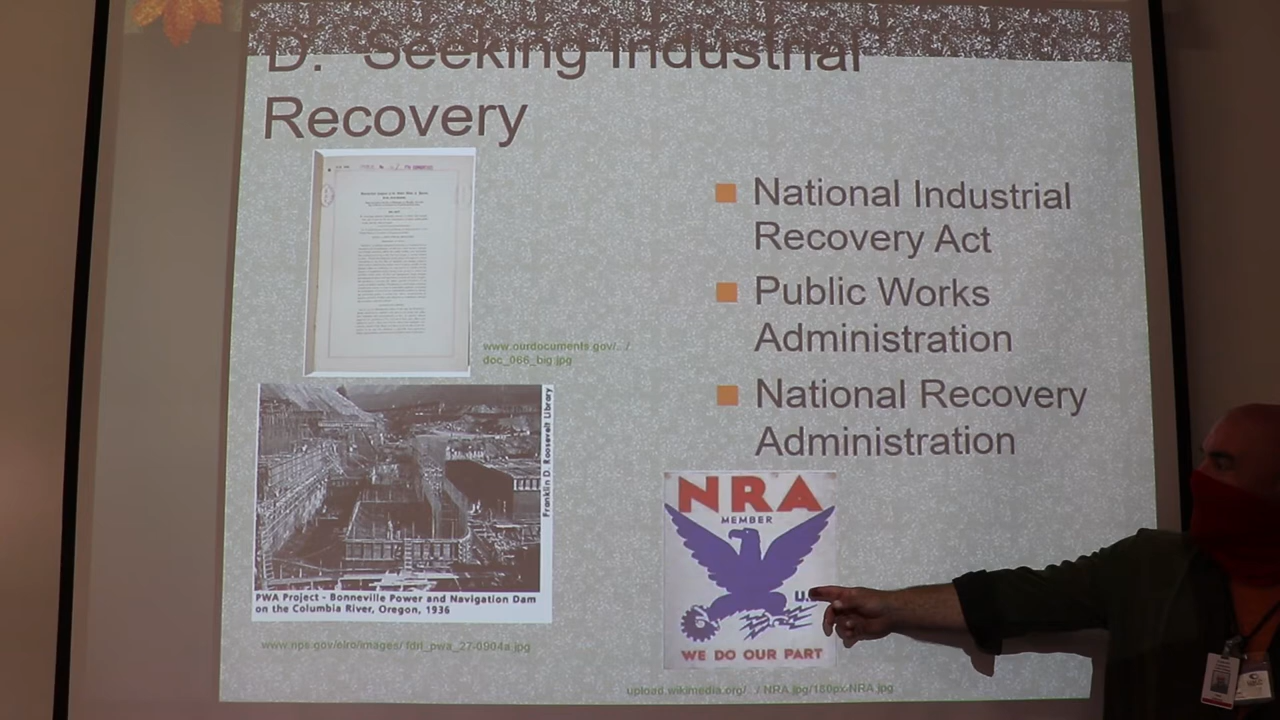 D. Seeking Industrial
Recovery
National Industrial
Recovery Act
Public Works
Administration
National Recovery
Administration
www.ourdocuments.gov/.. /
doc_066_big.jpg
Franklin D. Roosevelt Library
PWA Project - Bonneville Power and Navigation Dam
on the Columbia River, Oregon, 1936
www.nps.gov/elro/images/ fdrl_pwa_27-0904a.jpg
NRA
MEMBER
U.S
WE DO OUR PART
upload.wikimedia.org/.. / NRA.jpg/180px-NRA.jpg